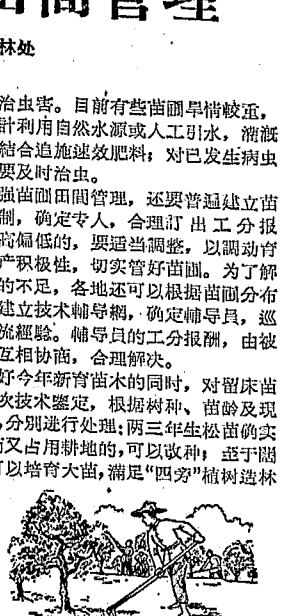 田間管理
林处
治虫害。目前有些苗圃旱情較重，
計利用自然水源或人工引水，灌漑
結合追施速效肥料；对已发生病虫
要及时治虫。
强苗圃田間管理，还要普遍建立苗
制，确定专人，合理訂出工分报
偏低的，要适当調整，以調动育
产积极性，切实管好苗圃。为了解
的不足，各地还可以根据苗圃分布
建立技术輔导網，确定輔导員，巡
流經驗。輔导員的工分报酬，由被
互相协商，合理解决。
好今年新育苗木的同时，对留床苗
次技术鑒定，根据树种、苗龄及现
，分別进行处理：两三年生松苗确实
又占用耕地的，可以改种；至于闊
可以培育大苗，滿足“四旁”植树造林